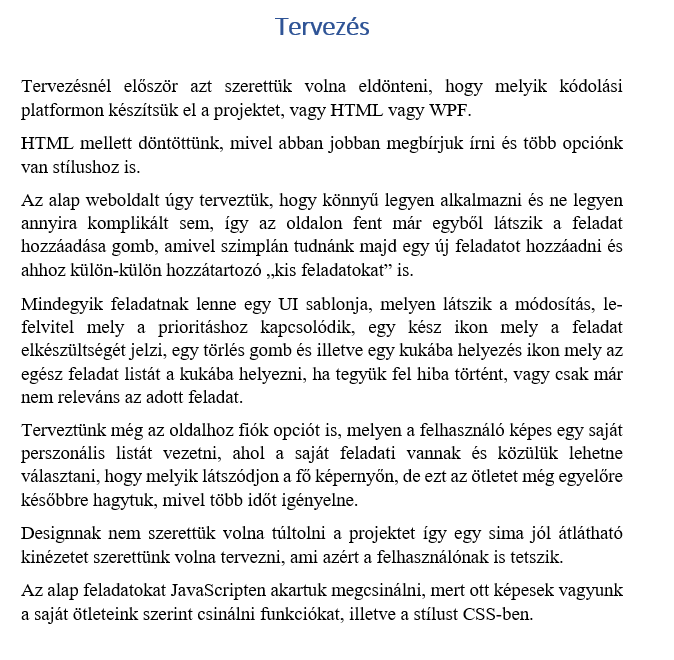 Tervezés
Tervezésnél először azt szerettük volna eldönteni, hogy melyik kódolási
platformon készítsük el a projektet, vagy HTML vagy WPF.
HTML mellett döntöttünk, mivel abban jobban megbírjuk írni és több opciónk
van stílushoz is.
Az alap weboldalt úgy terveztük, hogy könnyű legyen alkalmazni és ne legyen
annyira komplikált sem, így az oldalon fent már egyből látszik a feladat
hozzáadása gomb, amivel szimplán tudnánk majd egy új feladatot hozzáadni és
ahhoz külön-külön hozzátartozó „kis feladatokat” is.
Mindegyik feladatnak lenne egy UI sablonja, melyen látszik a módosítás, le-
felvitel mely a prioritáshoz kapcsolódik, egy kész ikon mely a feladat
elkészültségét jelzi, egy törlés gomb és illetve egy kukába helyezés ikon mely az
egész feladat listát a kukába helyezni, ha tegyük fel hiba történt, vagy csak már
nem releváns az adott feladat.
Terveztünk még az oldalhoz fiók opciót is, melyen a felhasználó képes egy saját
perszonális listát vezetni, ahol a saját feladati vannak és közülük lehetne
választani, hogy melyik látszódjon a fő képernyőn, de ezt az ötletet még egyelőre
későbbre hagytuk, mivel több időt igényelne.
Designnak nem szerettük volna túltolni a projektet így egy sima jól átlátható
kinézetet szerettünk volna tervezni, ami azért a felhasználónak is tetszik.
Az alap feladatokat JavaScripten akartuk megcsinálni, mert ott képesek vagyunk
a saját ötleteink szerint csinálni funkciókat, illetve a stílust CSS-ben.